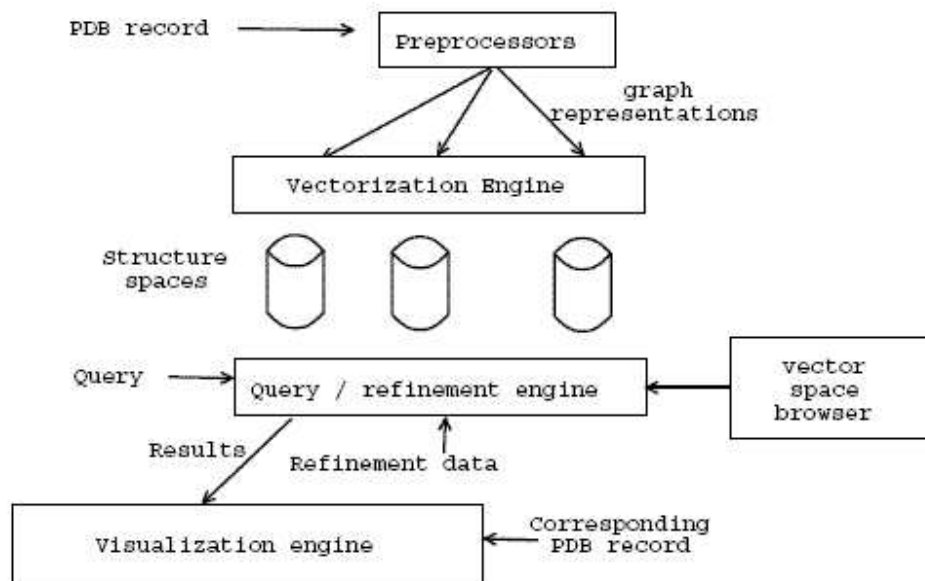 PDB record
Preprocessors
graph
representations
Vectorization Engine
Structure
spaces
Query
Query / refinement engine
vector
space
browser
Results
Refinement data
Visualization engine
Corresponding
PDB record